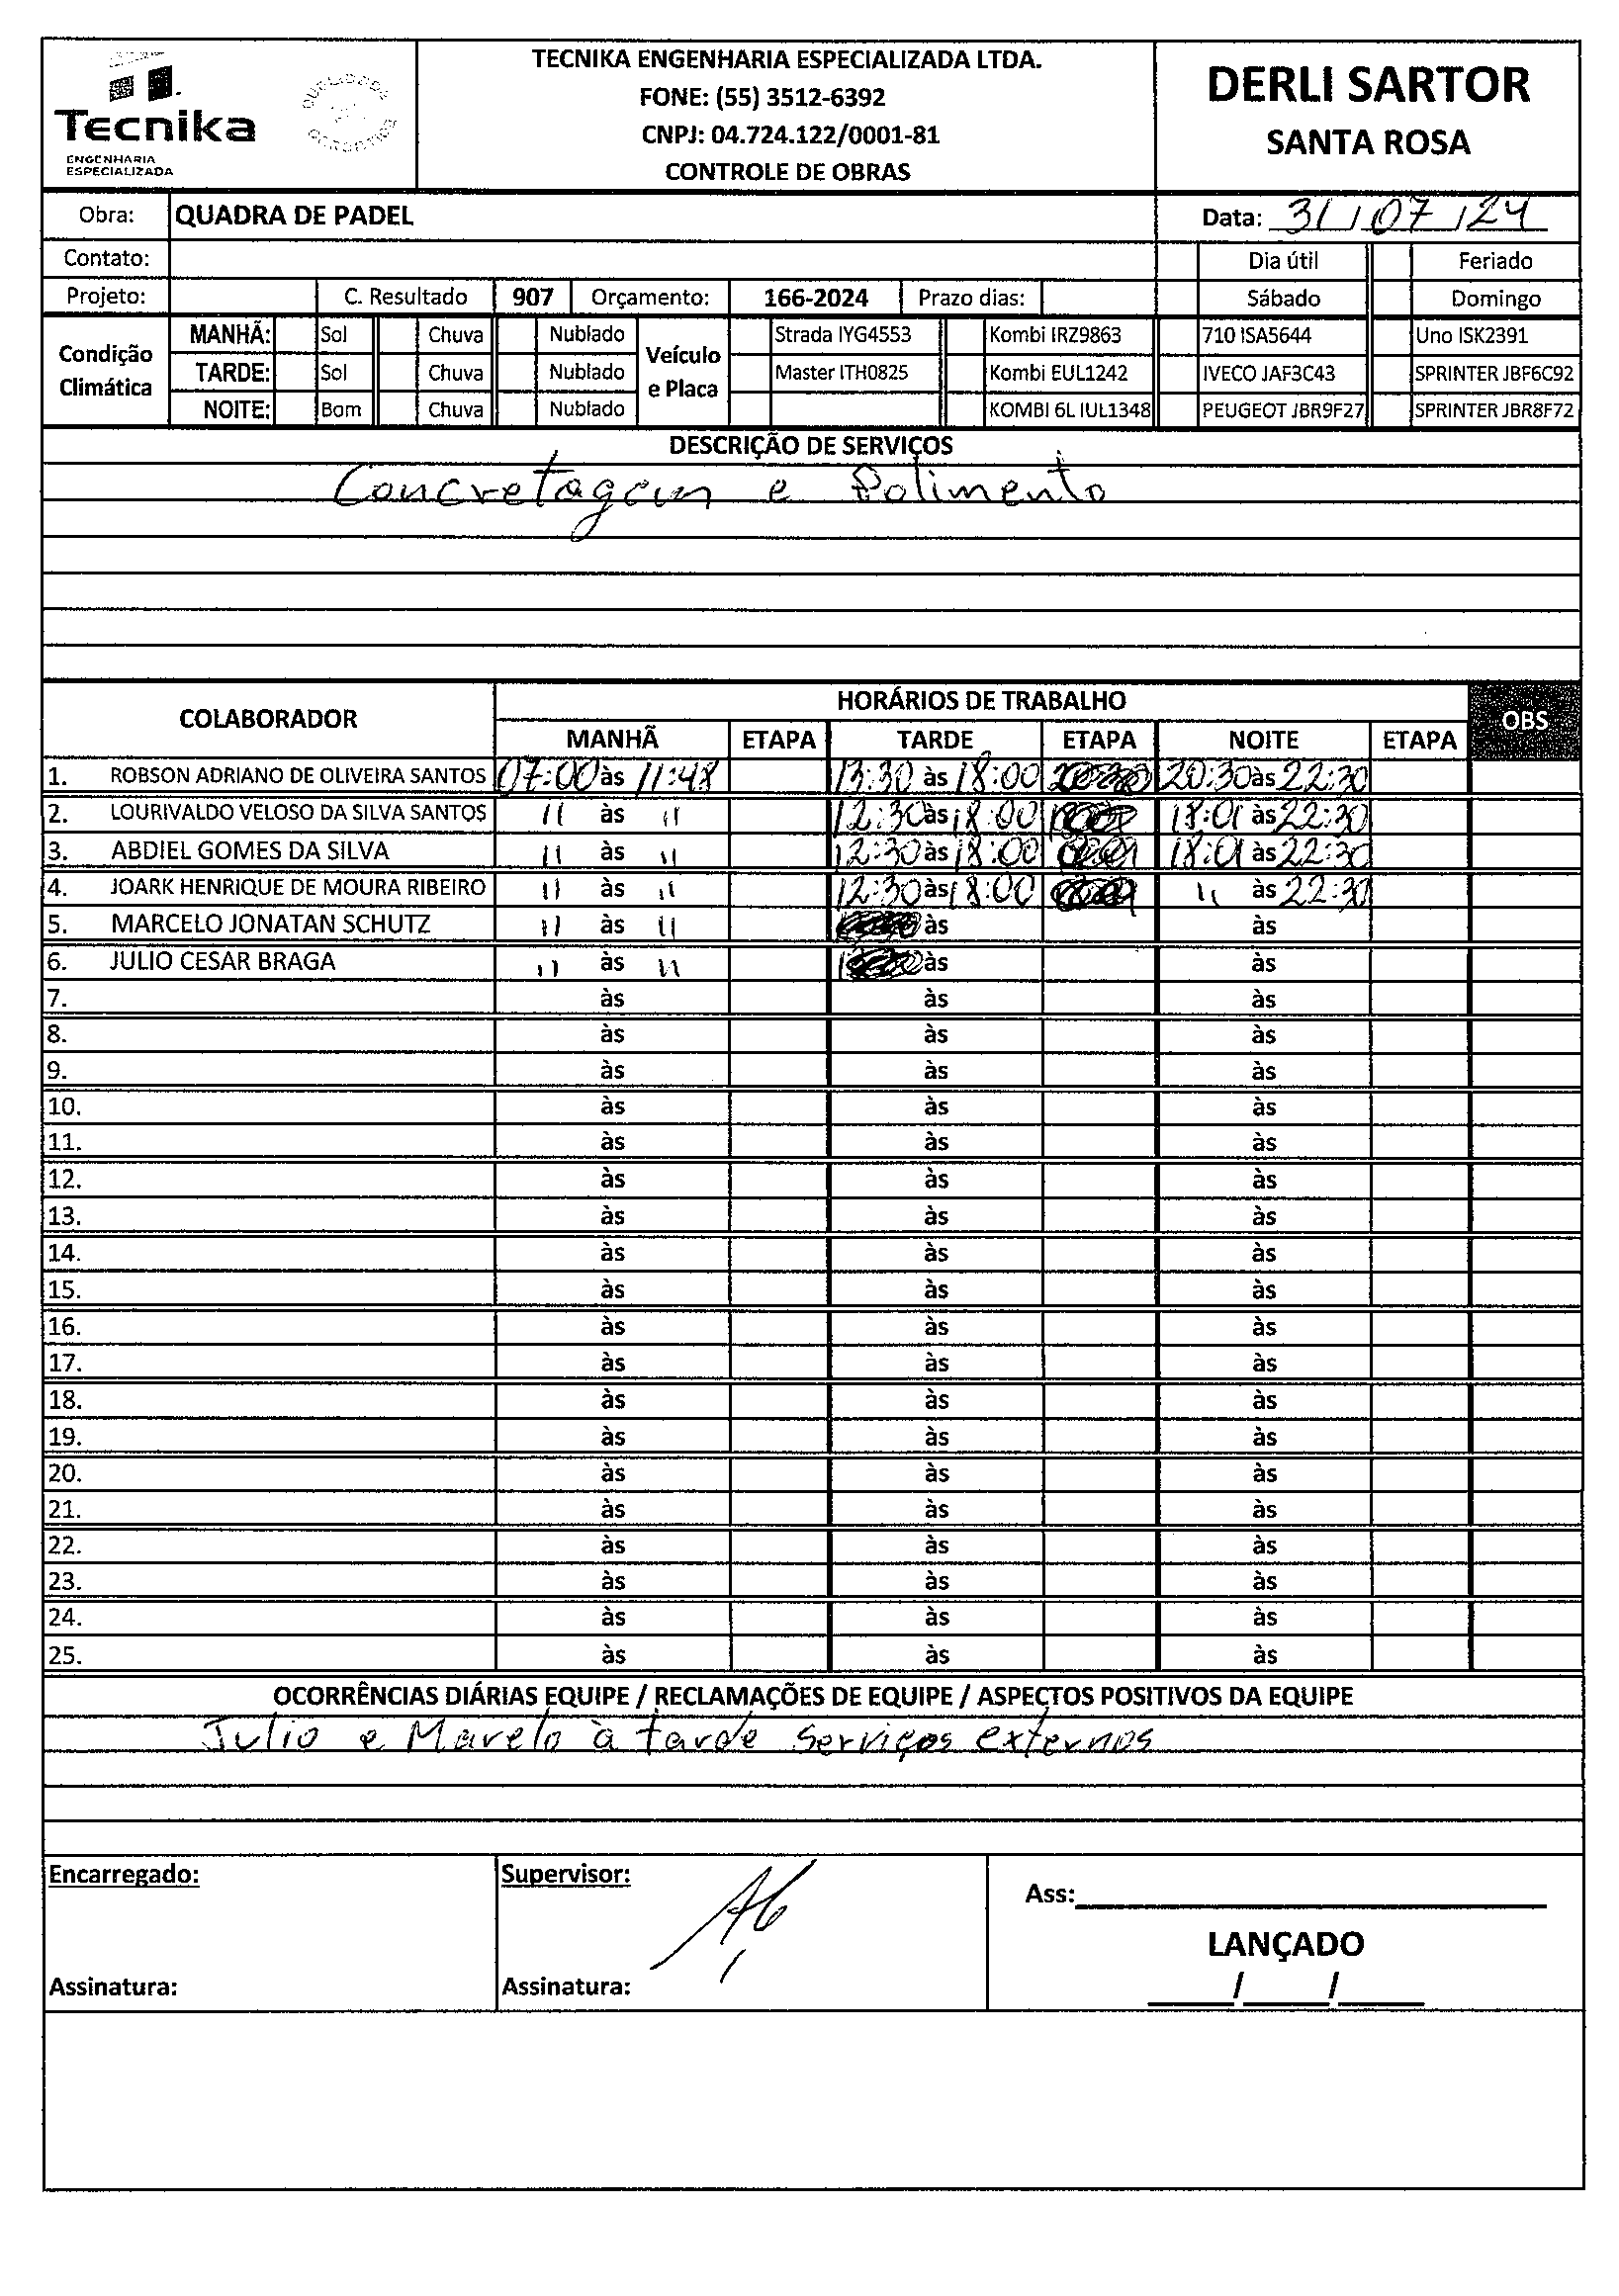 Tecnika
ENGENHARIA
ESPECIALIZADA
TECNIKA ENGENHARIA ESPECIALIZADA LTDA.
FONE: (55) 3512-6392
CNPJ: 04.724.122/0001-81
CONTROLE DE OBRAS
DERLI SARTOR
SANTA ROSA
Obra: QUADRA DE PADEL Data: 31/07/24
Contato: Dia útil Feriado
Projeto: C. Resultado 907 Orçamento: 166-2024 Prazo dias: Sábado Domingo
Condição Climática Veículo e Placa
MANHÃ: Sol Chuva Nublado Strada IYG4553 Kombi IRZ9863 710 ISA5644 Uno ISK2391
TARDE: Sol Chuva Nublado Master ITH0825 Kombi EUL1242 IVECO JAF3C43 SPRINTER JBF6C92
NOITE: Bom Chuva Nublado KOMBI 6L IUL1348 PEUGEOT JBR9F27 SPRINTER JBR8F72
DESCRIÇÃO DE SERVIÇOS
Concretagem e Polimento
COLABORADOR HORÁRIOS DE TRABALHO OBS
MANHÃ ETAPA TARDE ETAPA NOITE ETAPA
1. ROBSON ADRIANO DE OLIVEIRA SANTOS 07:00 às 11:48 13:30 às 18:00 20:30 às 22:30
2. LOURIVALDO VELOSO DA SILVA SANTOS " às " 12:30 às 18:00 18:01 às 22:30
3. ABDIEL GOMES DA SILVA " às " 12:30 às 18:00 18:01 às 22:30
4. JOARK HENRIQUE DE MOURA RIBEIRO " às " 12:30 às 18:00 " às 22:30
5. MARCELO JONATAN SCHUTZ " às " às às
6. JULIO CESAR BRAGA " às " às às
7. às às às
8. às às às
9. às às às
10. às às às
11. às às às
12. às às às
13. às às às
14. às às às
15. às às às
16. às às às
17. às às às
18. às às às
19. às às às
20. às às às
21. às às às
22. às às às
23. às às às
24. às às às
25. às às às
OCORRÊNCIAS DIÁRIAS EQUIPE / RECLAMAÇÕES DE EQUIPE / ASPECTOS POSITIVOS DA EQUIPE
Julio e Marcelo à tarde serviços externos
Encarregado: Supervisor: Ass:
LANÇADO
Assinatura: Assinatura: / /